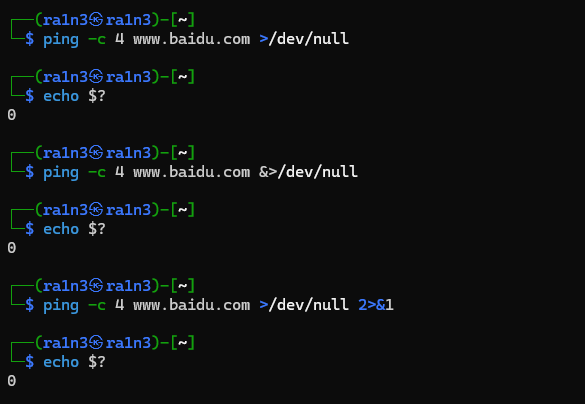 ┌──(ra1n3㉿ra1n3)-[~]
└─$ ping -c 4 www.baidu.com >/dev/null
┌──(ra1n3㉿ra1n3)-[~]
└─$ echo $?
0
┌──(ra1n3㉿ra1n3)-[~]
└─$ ping -c 4 www.baidu.com &>/dev/null
┌──(ra1n3㉿ra1n3)-[~]
└─$ echo $?
0
┌──(ra1n3㉿ra1n3)-[~]
└─$ ping -c 4 www.baidu.com >/dev/null 2>&1
┌──(ra1n3㉿ra1n3)-[~]
└─$ echo $?
0